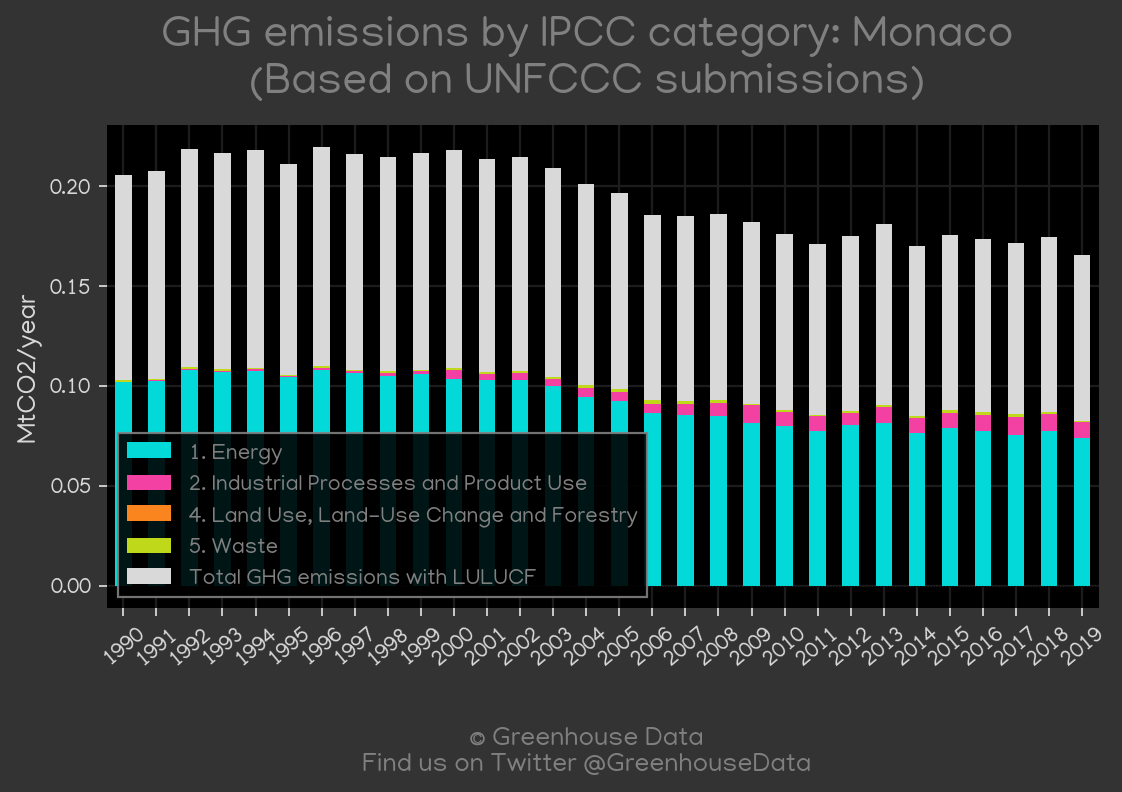 GHG emissions by IPCC category: Monaco
(Based on UNFCCC submissions)
MtCO2/year
0.20
0.15
0.10
0.05
0.00
1. Energy
2. Industrial Processes and Product Use
4. Land Use, Land-Use Change and Forestry
5. Waste
Total GHG emissions with LULUCF
1990 1991 1992 1993 1994 1995 1996 1997 1998 1999 2000 2001 2002 2003 2004 2005 2006 2007 2008 2009 2010 2011 2012 2013 2014 2015 2016 2017 2018 2019
© Greenhouse Data
Find us on Twitter @GreenhouseData